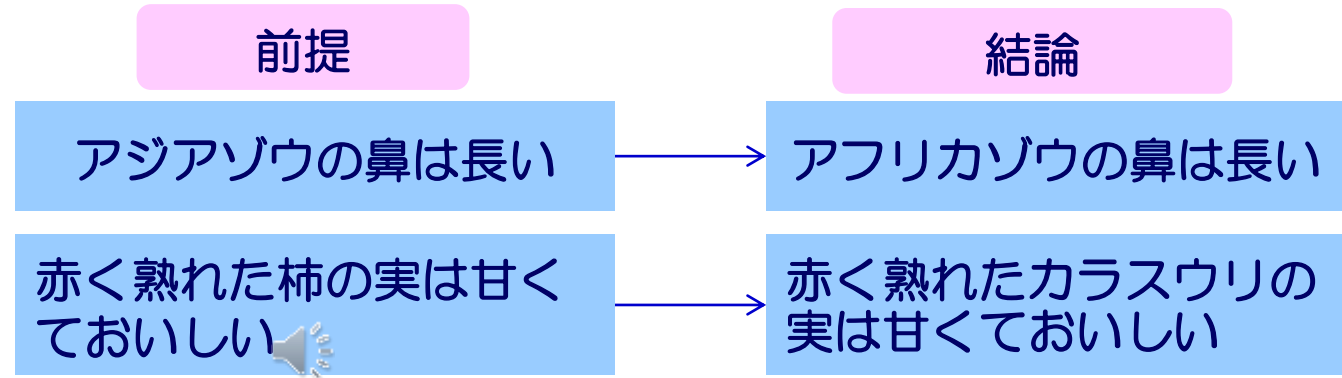 前提
結論
アジアゾウの鼻は長い
アフリカゾウの鼻は長い
赤く熟れた柿の実は甘く
ておいしい
赤く熟れたカラスウリの
実は甘くておいしい